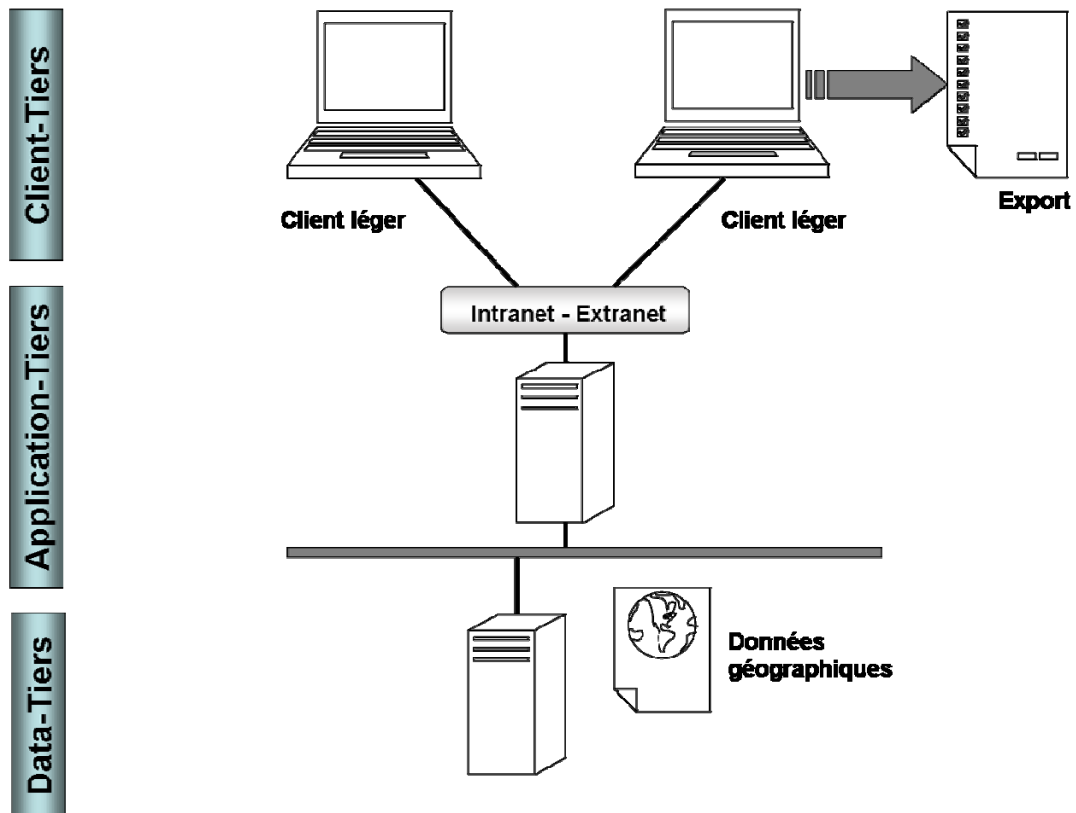 Client-Tiers
Client léger
Client léger
Export
Application-Tiers
Intranet - Extranet
Data-Tiers
Données
géographiques